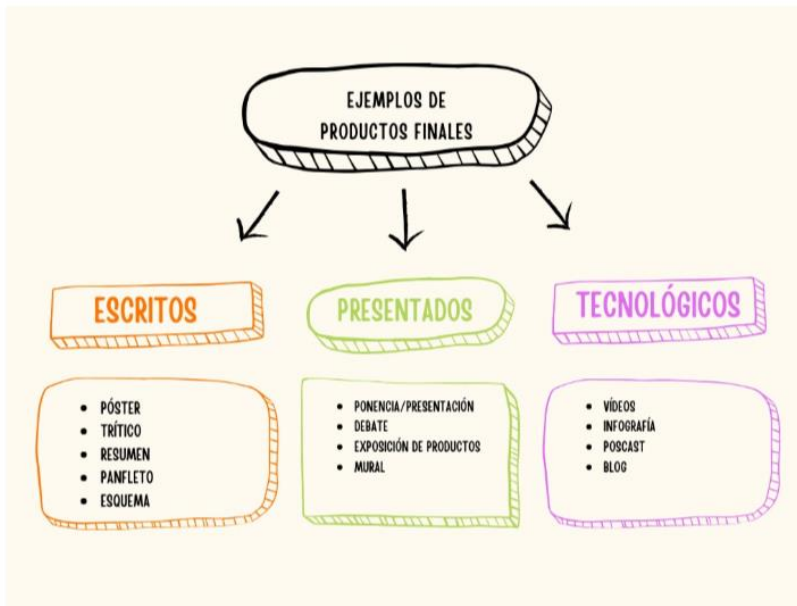 EJEMPLOS DE
PRODUCTOS FINALES
ESCRITOS
• PÓSTER
• TRÍTICO
• RESUMEN
• PANFLETO
• ESQUEMA
PRESENTADOS
• PONENCIA/PRESENTACIÓN
• DEBATE
• EXPOSICIÓN DE PRODUCTOS
• MURAL
TECNOLÓGICOS
• VÍDEOS
• INFOGRAFÍA
• POSCAST
• BLOG